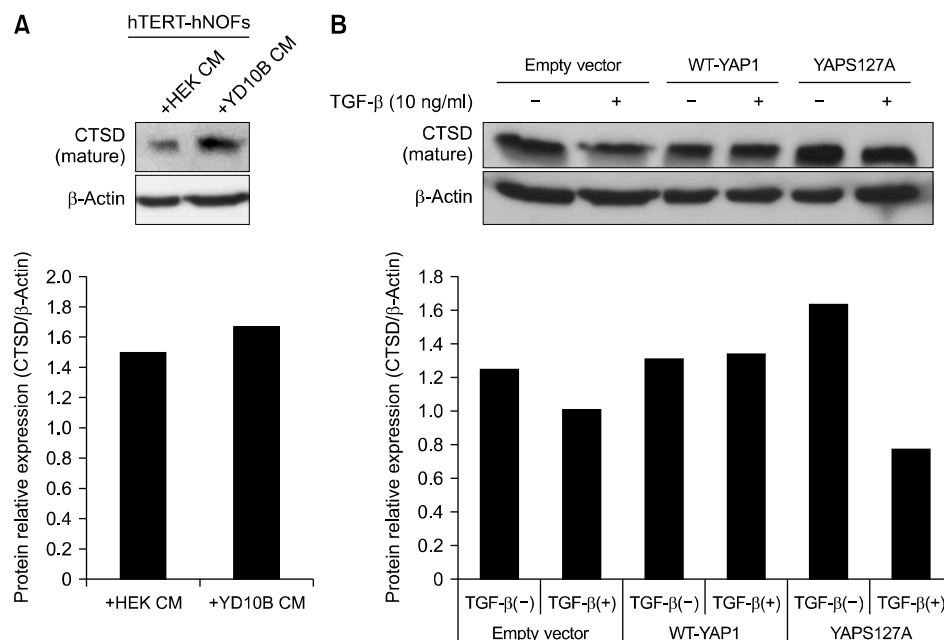 A
hTERT-hNOFs
+HEK CM
+YD10B CM
CTSD
(mature)
β-Actin
Protein relative expression (CTSD/β-Actin)
2.0
1.8
1.6
1.4
1.2
1.0
0.8
0.6
0.4
0.2
0
+HEK CM +YD10B CM
B
Empty vector WT-YAP1 YAPS127A
TGF-β (10 ng/ml) − + − + − +
CTSD
(mature)
β-Actin
Protein relative expression (CTSD/β-Actin)
1.8
1.6
1.4
1.2
1.0
0.8
0.6
0.4
0.2
0
TGF-β(−) TGF-β(+) TGF-β(−) TGF-β(+) TGF-β(−) TGF-β(+)
Empty vector WT-YAP1 YAPS127A